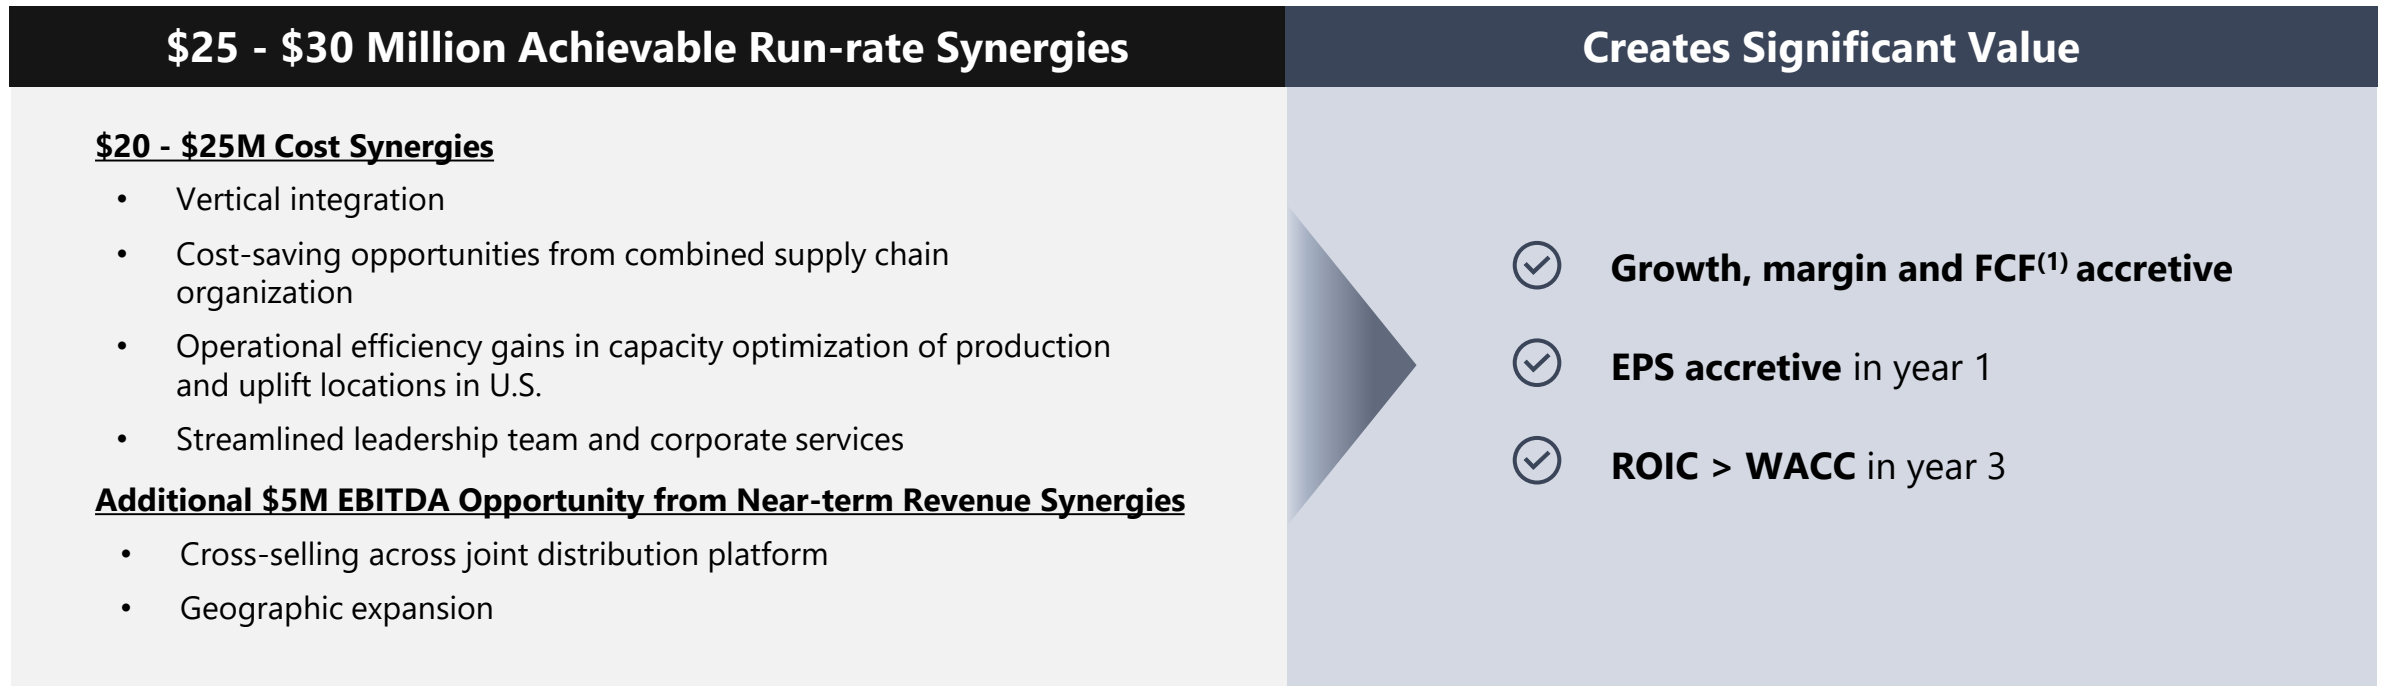 $25 - $30 Million Achievable Run-rate Synergies
$20 - $25M Cost Synergies
• Vertical integration
• Cost-saving opportunities from combined supply chain
organization
• Operational efficiency gains in capacity optimization of production
and uplift locations in U.S.
• Streamlined leadership team and corporate services
Additional $5M EBITDA Opportunity from Near-term Revenue Synergies
• Cross-selling across joint distribution platform
• Geographic expansion
Creates Significant Value
Growth, margin and FCF(1) accretive
EPS accretive in year 1
ROIC > WACC in year 3